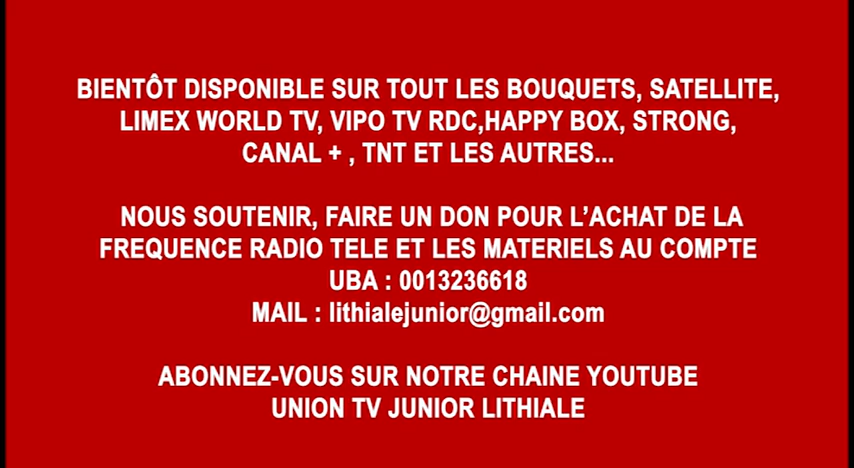 BIENTÔT DISPONIBLE SUR TOUT LES BOUQUETS, SATELLITE,
LIMEX WORLD TV, VIPO TV RDC,HAPPY BOX, STRONG,
CANAL + , TNT ET LES AUTRES...
NOUS SOUTENIR, FAIRE UN DON POUR L'ACHAT DE LA
FREQUENCE RADIO TELE ET LES MATERIELS AU COMPTE
UBA : 0013236618
MAIL : lithialejunior@gmail.com
ABONNEZ-VOUS SUR NOTRE CHAINE YOUTUBE
UNION TV JUNIOR LITHIALE